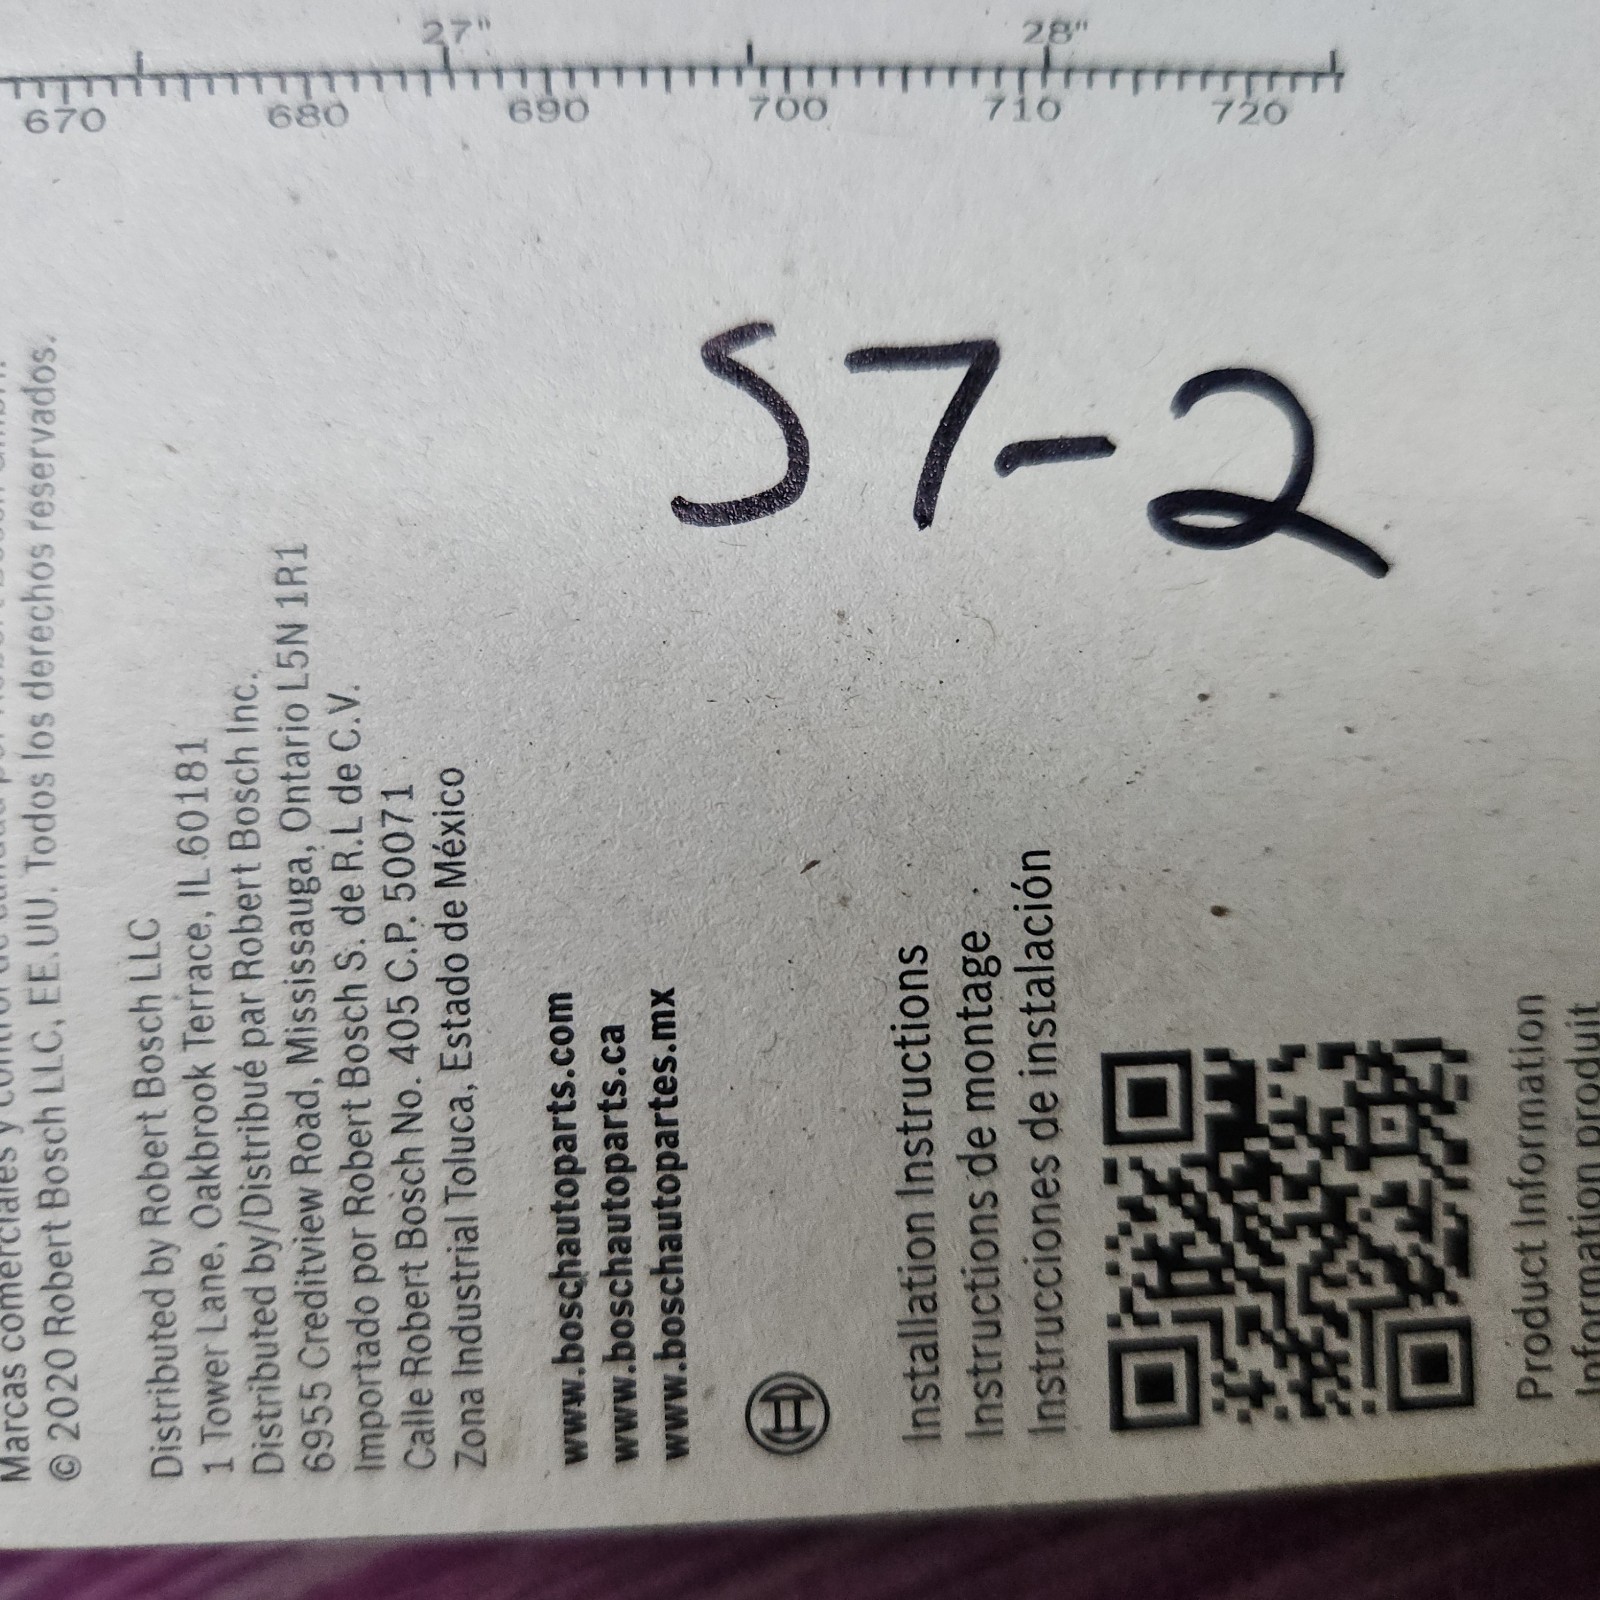 27" 28"
670 680 690 700 710 720
S7-2
© 2020 Robert Bosch LLC, EE.UU. Todos los derechos reservados.
Distributed by Robert Bosch LLC
1 Tower Lane, Oakbrook Terrace, IL 60181
Distributed by/Distribué par Robert Bosch Inc.
6955 Creditview Road, Mississauga, Ontario L5N 1R1
Importado por Robert Bosch S. de R.L de C.V.
Calle Robert Bosch No. 405 C.P. 50071
Zona Industrial Toluca, Estado de México
www.boschautoparts.com
www.boschautoparts.ca
www.boschautopartes.mx
Installation Instructions
Instructions de montage
Instrucciones de instalación
Product Information
Information produit